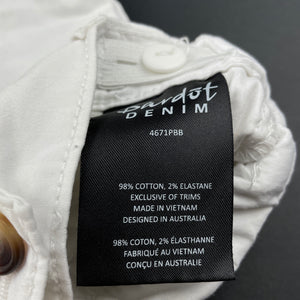 Bardot
DENIM
4671PBB
98% COTTON, 2% ELASTANE
EXCLUSIVE OF TRIMS
MADE IN VIETNAM
DESIGNED IN AUSTRALIA
98% COTTON, 2% ÉLASTHANNE
FABRIQUÉ AU VIETNAM
CONÇU EN AUSTRALIE